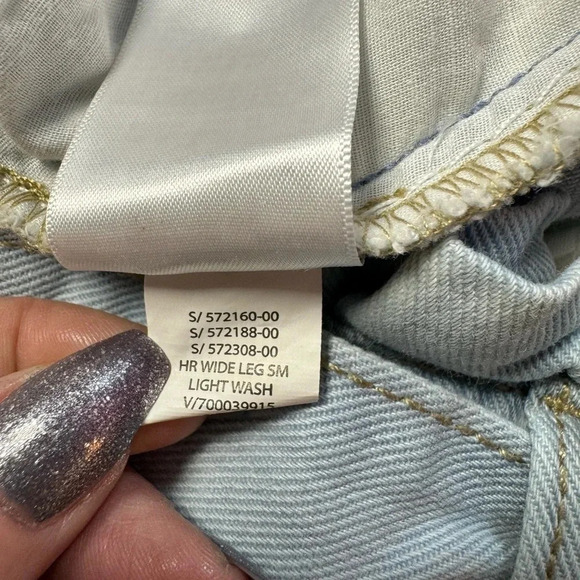 S/ 572160-00
S/ 572188-00
S/ 572308-00
HR WIDE LEG SM
LIGHT WASH
V/700039915